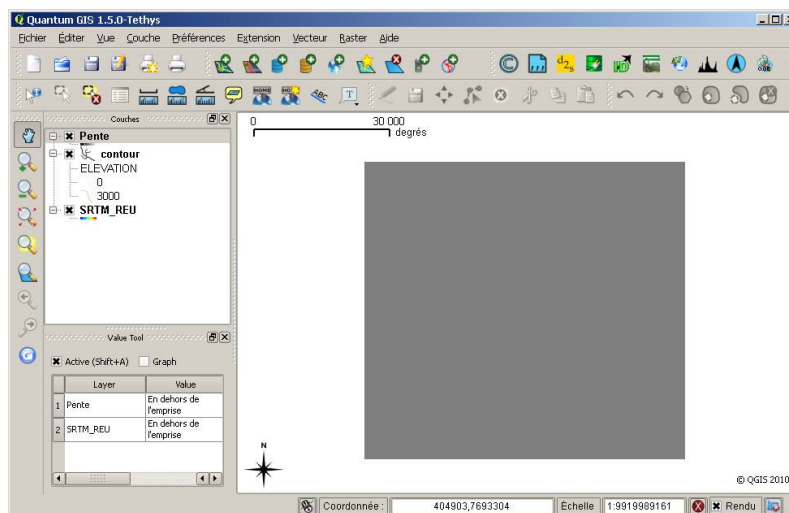 Quantum GIS 1.5.0-Tethys
Fichier Éditer Vue Couche Préférences Extension Vecteur Raster Aide
Couches
Pente
contour
ELEVATION
0
3000
SRTM_REU
Value Tool
Active (Shift+A) Graph
Layer Value
1 Pente En dehors de l'emprise
2 SRTM_REU En dehors de l'emprise
0 30 000
degrés
N
© QGIS 2010
Coordonnée : 404903,7693304 Échelle 1:9919989161 Rendu